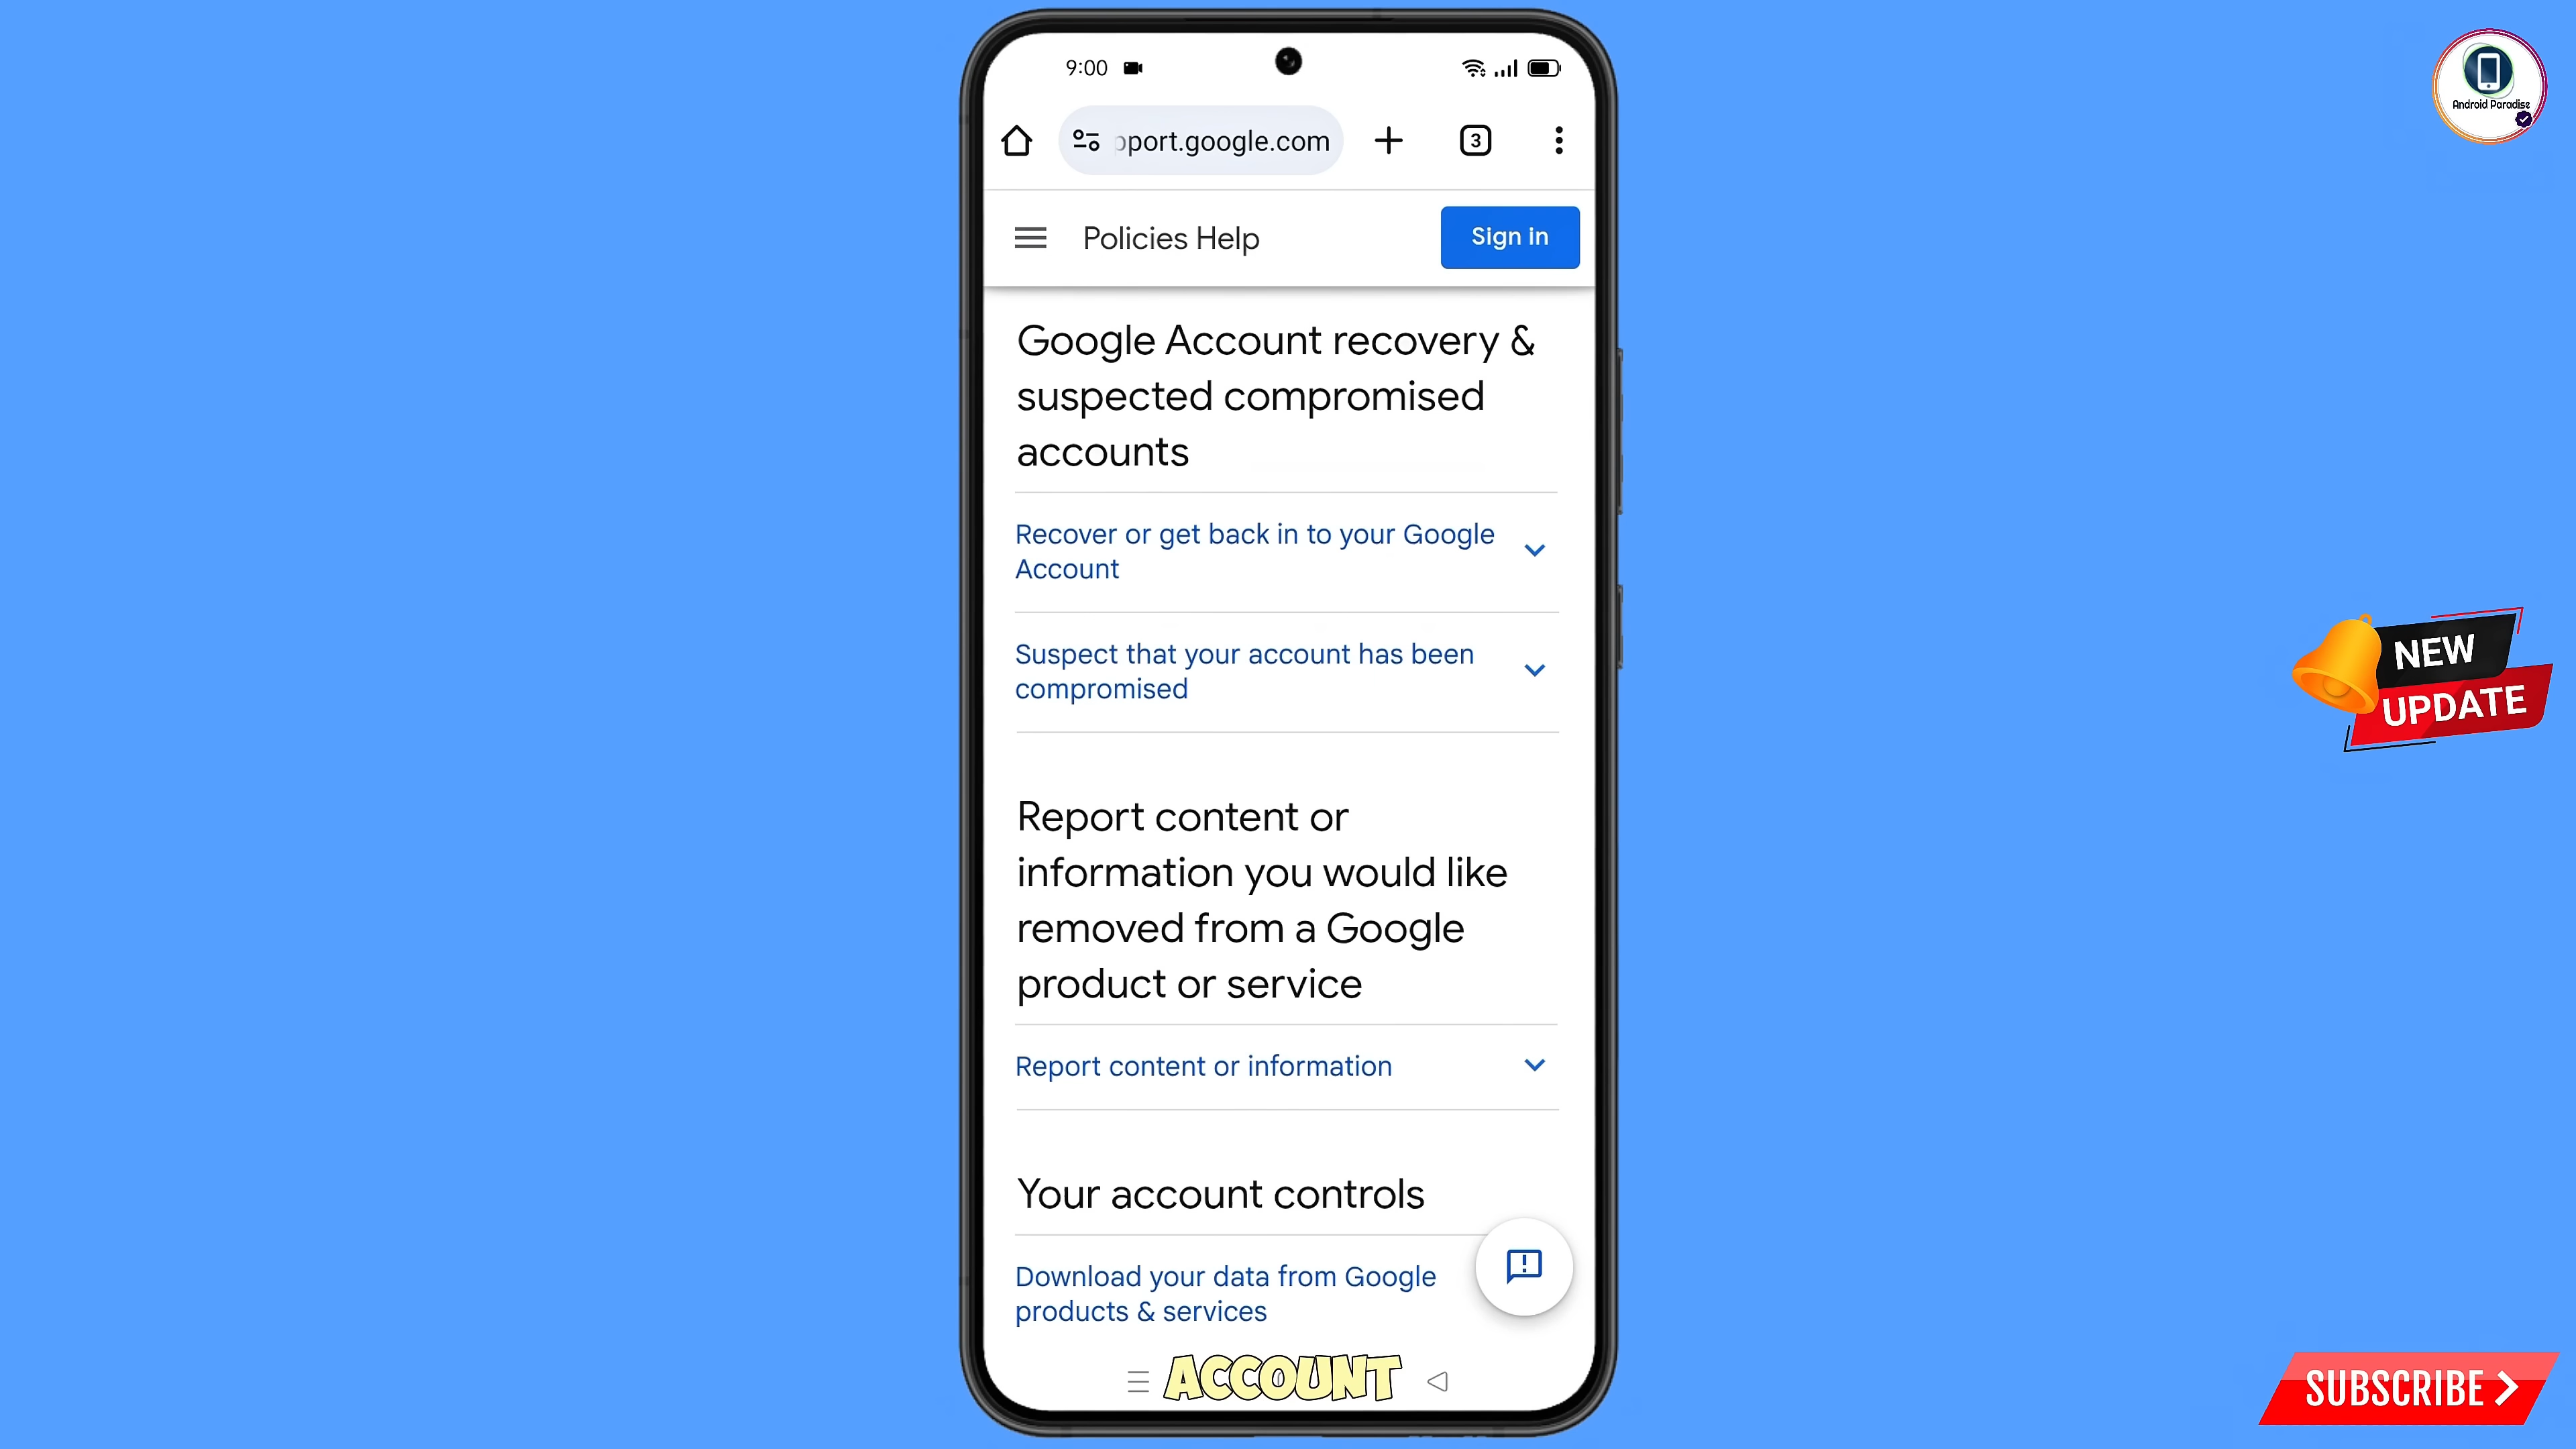 9:00
pport.google.com
3
Policies Help
Sign in
Google Account recovery &
suspected compromised
accounts
Recover or get back in to your Google
Account
Suspect that your account has been
compromised
Report content or
information you would like
removed from a Google
product or service
Report content or information
Your account controls
Download your data from Google
products & services
ACCOUNT
Android Paradise
NEW
UPDATE
SUBSCRIBE